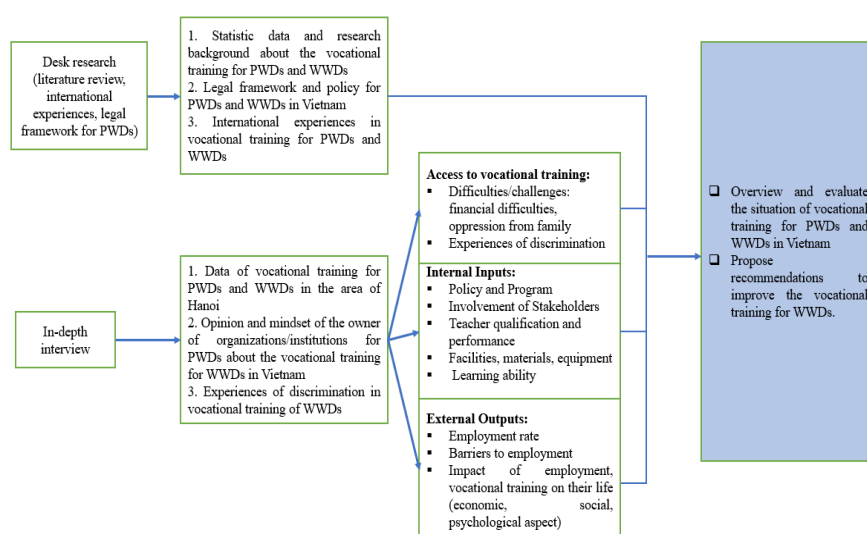 Desk research
(literature review,
international
experiences, legal
framework for PWDs)
1. Statistic data and research
background about the vocational
training for PWDs and WWDs
2. Legal framework and policy for
PWDs and WWDs in Vietnam
3. International experiences in
vocational training for PWDs and
WWDs
In-depth
interview
1. Data of vocational training for
PWDs and WWDs in the area of
Hanoi
2. Opinion and mindset of the owner
of organizations/institutions for
PWDs about the vocational training
for WWDs in Vietnam
3. Experiences of discrimination in
vocational training of WWDs
Access to vocational training:
▪ Difficulties/challenges:
financial difficulties,
oppression from family
▪ Experiences of discrimination
Internal Inputs:
▪ Policy and Program
▪ Involvement of Stakeholders
▪ Teacher qualification and
performance
▪ Facilities, materials, equipment
▪ Learning ability
External Outputs:
▪ Employment rate
▪ Barriers to employment
▪ Impact of employment,
vocational training on their life
(economic, social,
psychological aspect)
❑ Overview and evaluate
the situation of vocational
training for PWDs and
WWDs in Vietnam
❑ Propose
recommendations to
improve the vocational
training for WWDs.